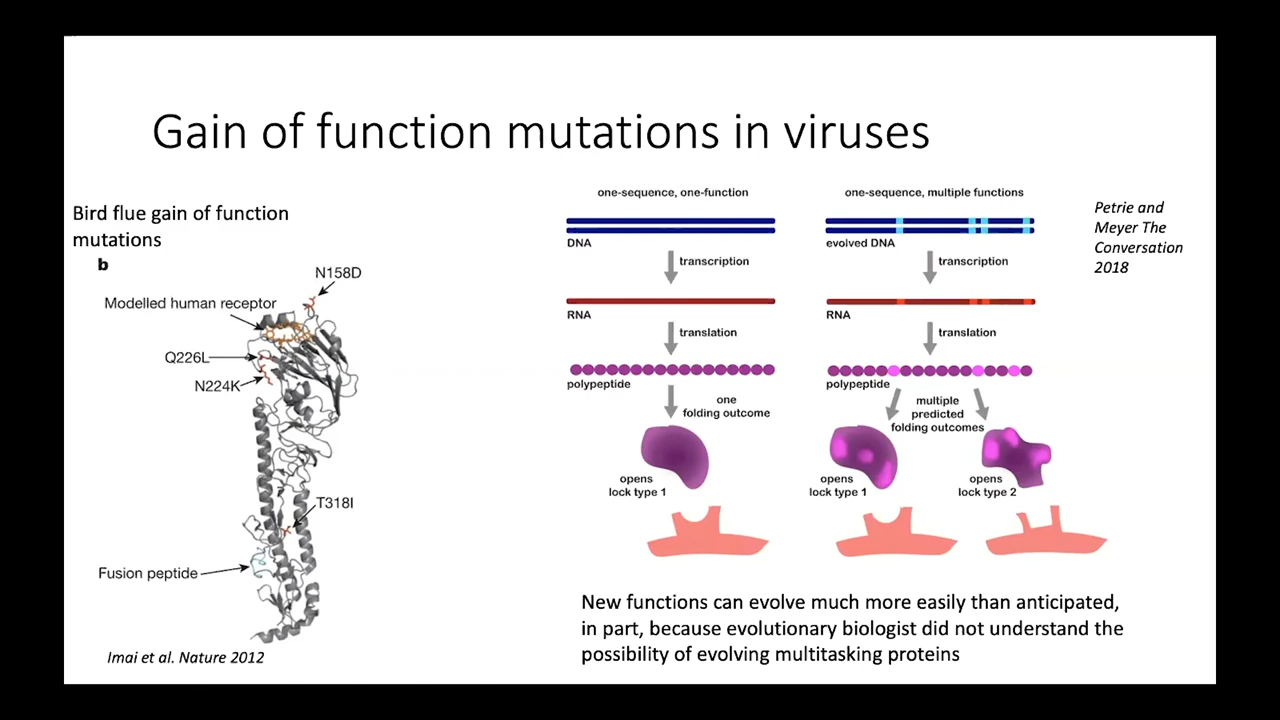 Gain of function mutations in viruses
Bird flue gain of function
mutations
b
N158D
Modelled human receptor
Q226L
N224K
T318I
Fusion peptide
Imai et al. Nature 2012
one-sequence, one-function
DNA
transcription
RNA
translation
polypeptide
one
folding outcome
opens
lock type 1
one-sequence, multiple functions
evolved DNA
transcription
RNA
translation
polypeptide
multiple
predicted
folding outcomes
opens
lock type 1
opens
lock type 2
Petrie and
Meyer The
Conversation
2018
New functions can evolve much more easily than anticipated,
in part, because evolutionary biologist did not understand the
possibility of evolving multitasking proteins